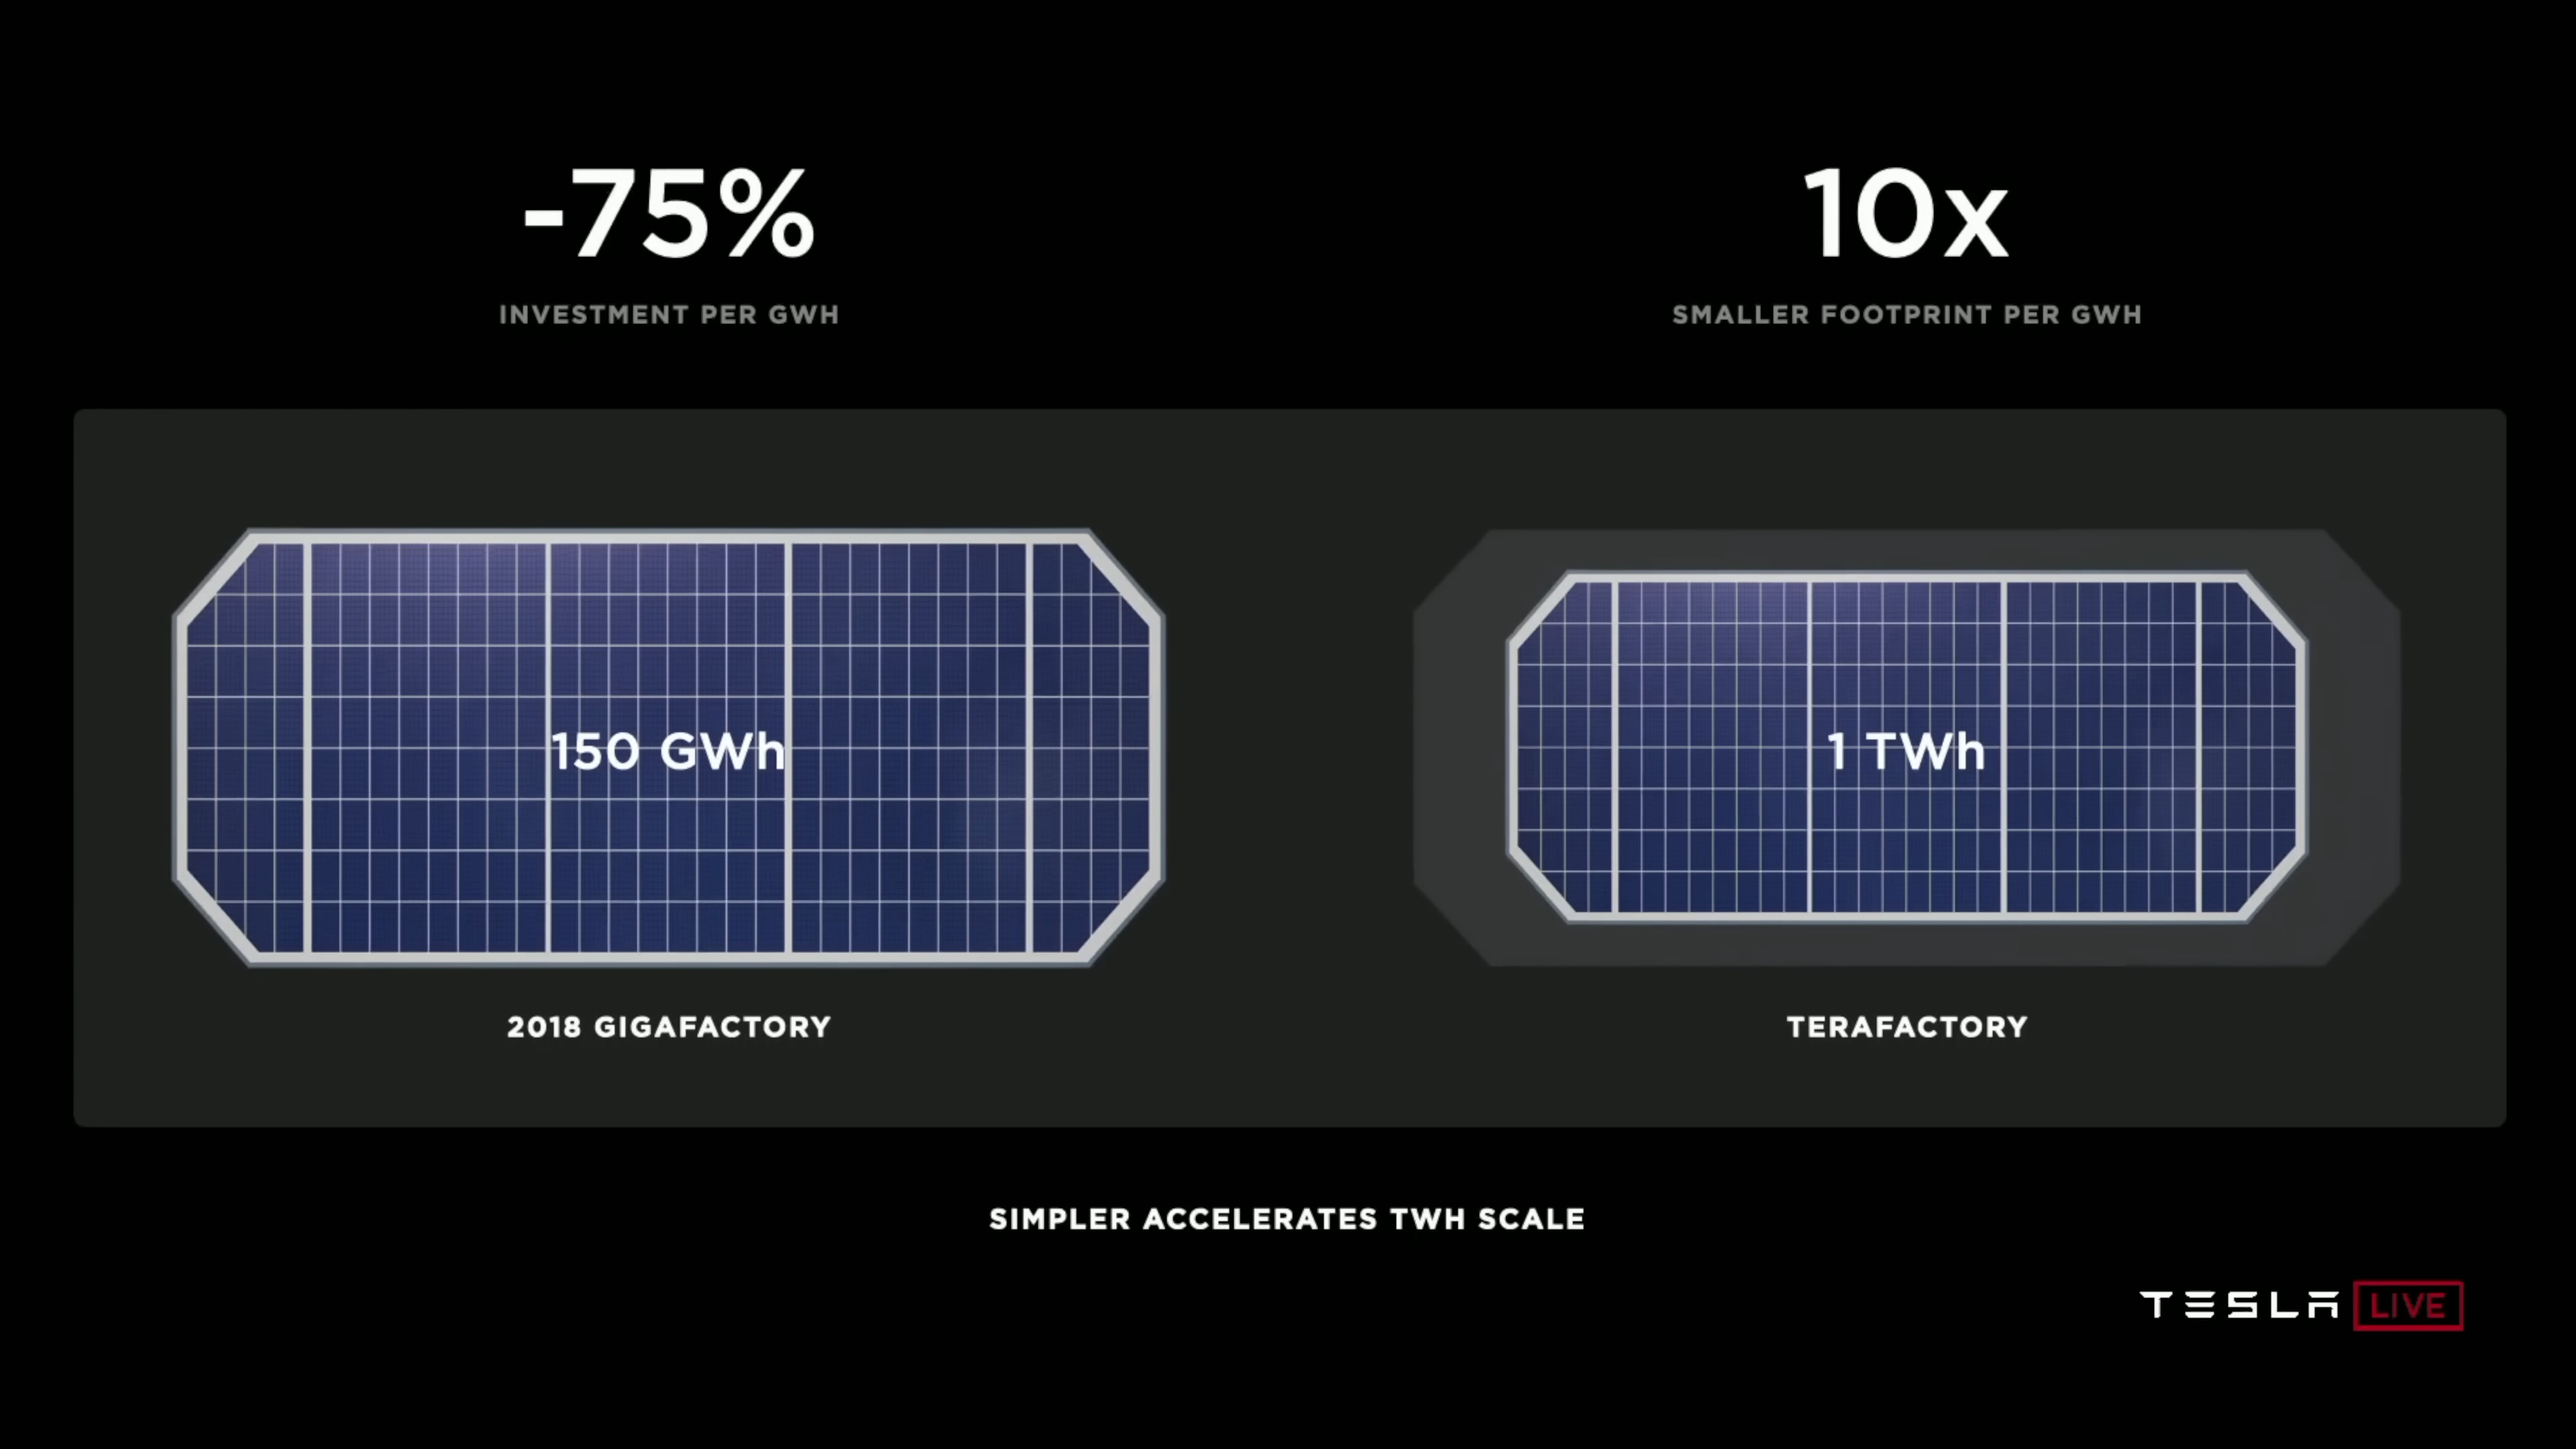 -75%
INVESTMENT PER GWH
10x
SMALLER FOOTPRINT PER GWH
150 GWh
2018 GIGAFACTORY
1 TWh
TERAFACTORY
SIMPLER ACCELERATES TWH SCALE
TESLA LIVE